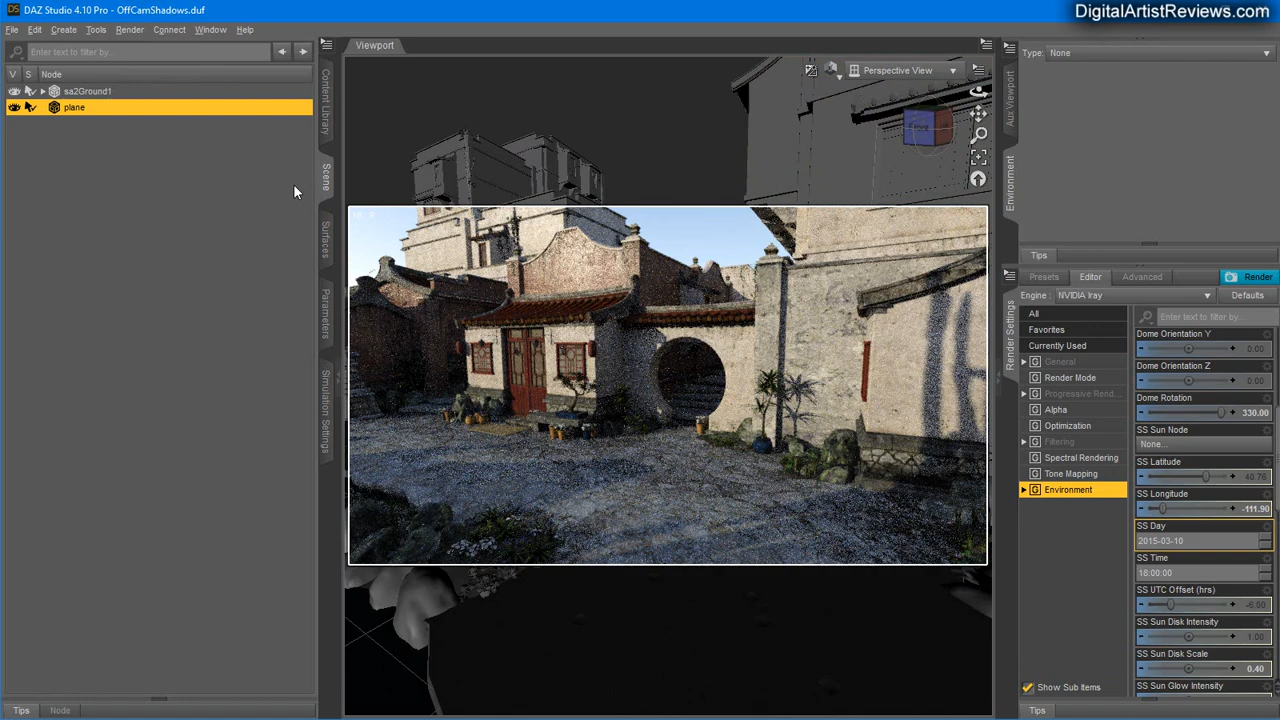 DAZ Studio 4.10 Pro - OffCamShadows.duf
DigitalArtistReviews.com
File Edit Create Tools Render Connect Window Help
Enter text to filter by...
V S Node
sa2Ground1
plane
Tips Node
Content Library
Scene
Surfaces
Parameters
Simulation Settings
Viewport
Perspective View
Aux Viewport
Environment
Type: None
Tips
Render Settings
Presets Editor Advanced Render
Engine : NVIDIA Iray Defaults
All
Favorites
Currently Used
General
Render Mode
Progressive Rend...
Alpha
Optimization
Filtering
Spectral Rendering
Tone Mapping
Environment
Show Sub Items
Enter text to filter by...
Dome Orientation Y
0.00
Dome Orientation Z
0.00
Dome Rotation
330.00
SS Sun Node
None...
SS Latitude
40.76
SS Longitude
-111.90
SS Day
2015-03-10
SS Time
18:00:00
SS UTC Offset (hrs)
-6.00
SS Sun Disk Intensity
1.00
SS Sun Disk Scale
0.40
SS Sun Glow Intensity
Tips